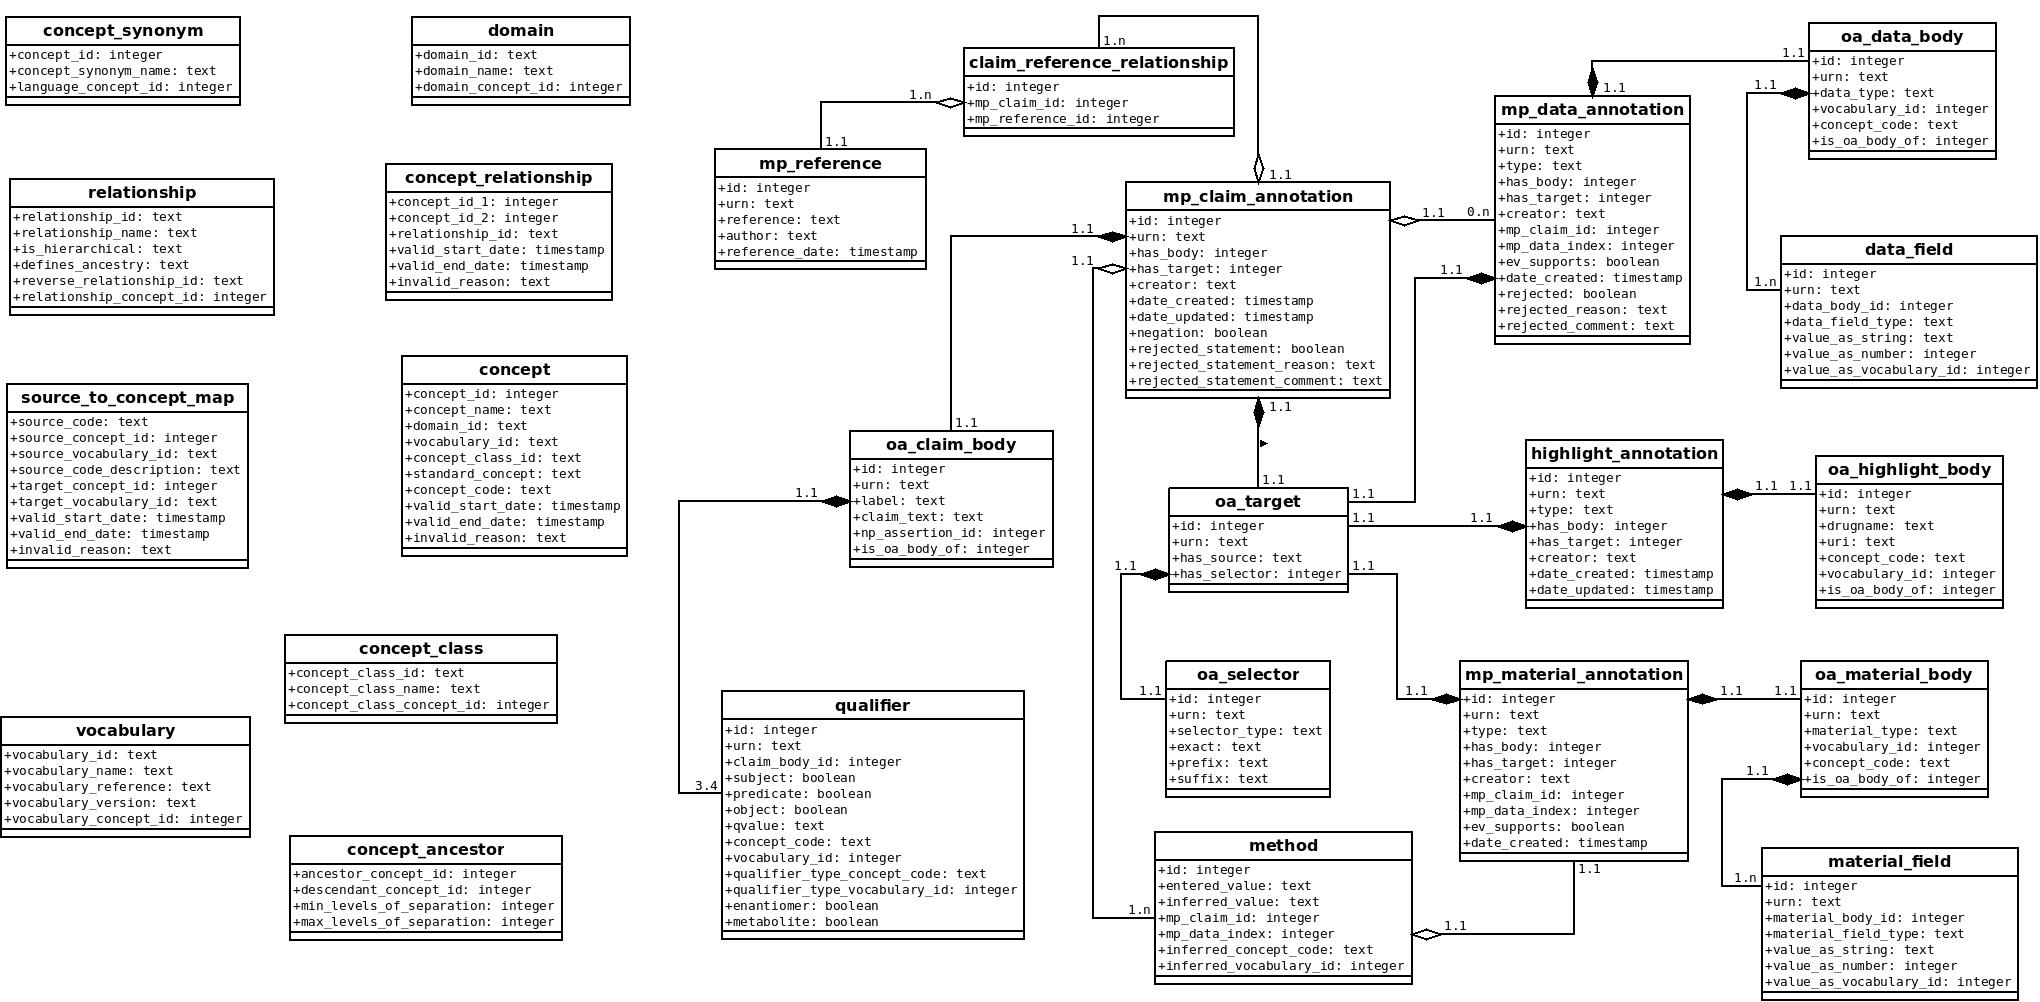 concept_synonym
+concept_id: integer
+concept_synonym_name: text
+language_concept_id: integer
domain
+domain_id: text
+domain_name: text
+domain_concept_id: integer
relationship
+relationship_id: text
+relationship_name: text
+is_hierarchical: text
+defines_ancestry: text
+reverse_relationship_id: text
+relationship_concept_id: integer
concept_relationship
+concept_id_1: integer
+concept_id_2: integer
+relationship_id: text
+valid_start_date: timestamp
+valid_end_date: timestamp
+invalid_reason: text
source_to_concept_map
+source_code: text
+source_concept_id: integer
+source_vocabulary_id: text
+source_code_description: text
+target_concept_id: integer
+target_vocabulary_id: text
+valid_start_date: timestamp
+valid_end_date: timestamp
+invalid_reason: text
concept
+concept_id: integer
+concept_name: text
+domain_id: text
+vocabulary_id: text
+concept_class_id: text
+standard_concept: text
+concept_code: text
+valid_start_date: timestamp
+valid_end_date: timestamp
+invalid_reason: text
concept_class
+concept_class_id: text
+concept_class_name: text
+concept_class_concept_id: integer
vocabulary
+vocabulary_id: text
+vocabulary_name: text
+vocabulary_reference: text
+vocabulary_version: text
+vocabulary_concept_id: integer
concept_ancestor
+ancestor_concept_id: integer
+descendant_concept_id: integer
+min_levels_of_separation: integer
+max_levels_of_separation: integer
1.n
claim_reference_relationship
+id: integer
+mp_claim_id: integer
+mp_reference_id: integer
1.n
1.1
mp_reference
+id: integer
+urn: text
+reference: text
+author: text
+reference_date: timestamp
1.1
mp_claim_annotation
+id: integer
+urn: text
+has_body: integer
+has_target: integer
+creator: text
+date_created: timestamp
+date_updated: timestamp
+negation: boolean
+rejected_statement: boolean
+rejected_statement_reason: text
+rejected_statement_comment: text
1.1
1.1
1.1 0.n
1.1
1.1
1.1
oa_claim_body
+id: integer
+urn: text
+label: text
+claim_text: text
+np_assertion_id: integer
+is_oa_body_of: integer
1.1
3.4
qualifier
+id: integer
+urn: text
+claim_body_id: integer
+subject: boolean
+predicate: boolean
+object: boolean
+qvalue: text
+concept_code: text
+vocabulary_id: integer
+qualifier_type_concept_code: text
+qualifier_type_vocabulary_id: integer
+enantiomer: boolean
+metabolite: boolean
oa_target
+id: integer
+urn: text
+has_source: text
+has_selector: integer
1.1
1.1
1.1
1.1
1.1
oa_selector
+id: integer
+urn: text
+selector_type: text
+exact: text
+prefix: text
+suffix: text
1.n
method
+id: integer
+entered_value: text
+inferred_value: text
+mp_claim_id: integer
+mp_data_index: integer
+inferred_concept_code: text
+inferred_vocabulary_id: integer
1.1
1.1
1.1
mp_data_annotation
+id: integer
+urn: text
+type: text
+has_body: integer
+has_target: integer
+creator: text
+mp_claim_id: integer
+mp_data_index: integer
+ev_supports: boolean
+date_created: timestamp
+rejected: boolean
+rejected_reason: text
+rejected_comment: text
1.1
1.1
oa_data_body
+id: integer
+urn: text
+data_type: text
+vocabulary_id: integer
+concept_code: text
+is_oa_body_of: integer
1.1
1.n
data_field
+id: integer
+urn: text
+data_body_id: integer
+data_field_type: text
+value_as_string: text
+value_as_number: integer
+value_as_vocabulary_id: integer
highlight_annotation
+id: integer
+urn: text
+type: text
+has_body: integer
+has_target: integer
+creator: text
+date_created: timestamp
+date_updated: timestamp
1.1
1.1 1.1
oa_highlight_body
+id: integer
+urn: text
+drugname: text
+uri: text
+concept_code: text
+vocabulary_id: integer
+is_oa_body_of: integer
1.1
mp_material_annotation
+id: integer
+urn: text
+type: text
+has_body: integer
+has_target: integer
+creator: text
+mp_claim_id: integer
+mp_data_index: integer
+ev_supports: boolean
+date_created: timestamp
1.1 1.1
oa_material_body
+id: integer
+urn: text
+material_type: text
+vocabulary_id: integer
+concept_code: text
+is_oa_body_of: integer
1.1
1.n
material_field
+id: integer
+urn: text
+material_body_id: integer
+material_field_type: text
+value_as_string: text
+value_as_number: integer
+value_as_vocabulary_id: integer